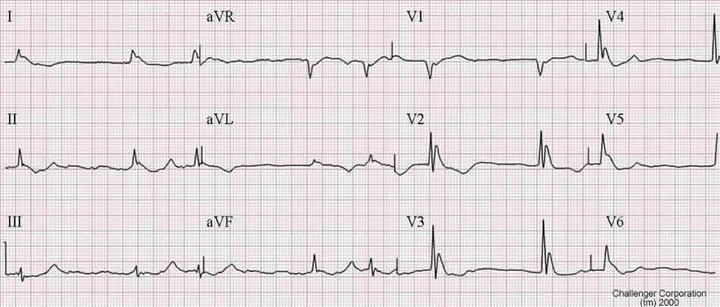 I aVR V1 V4
II aVL V2 V5
III aVF V3 V6
Challenger Corporation
(tm) 2000